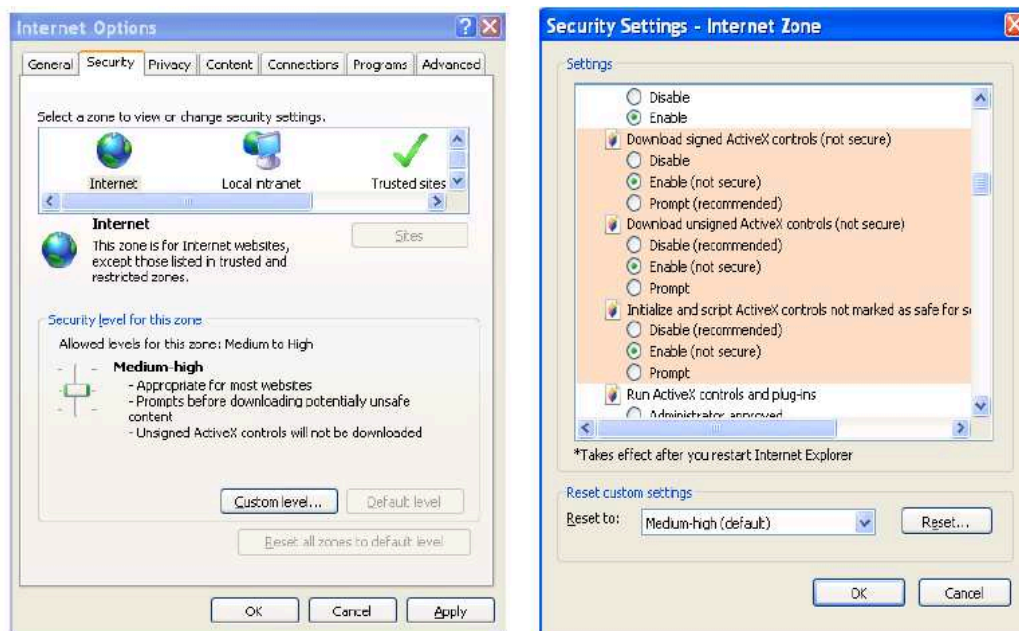 Internet Options
General Security Privacy Content Connections Programs Advanced
Select a zone to view or change security settings.
Internet Local intranet Trusted sites
Internet
Sites
This zone is for Internet websites,
except those listed in trusted and
restricted zones.
Security level for this zone
Allowed levels for this zone: Medium to High
Medium-high
- Appropriate for most websites
- Prompts before downloading potentially unsafe
content
- Unsigned ActiveX controls will not be downloaded
Custom level... Default level
Reset all zones to default level
OK Cancel Apply
Security Settings - Internet Zone
Settings
Disable
Enable
Download signed ActiveX controls (not secure)
Disable
Enable (not secure)
Prompt (recommended)
Download unsigned ActiveX controls (not secure)
Disable (recommended)
Enable (not secure)
Prompt
Initialize and script ActiveX controls not marked as safe for s
Disable (recommended)
Enable (not secure)
Prompt
Run ActiveX controls and plug-ins
Administrator approved
*Takes effect after you restart Internet Explorer
Reset custom settings
Reset to: Medium-high (default) Reset...
OK Cancel